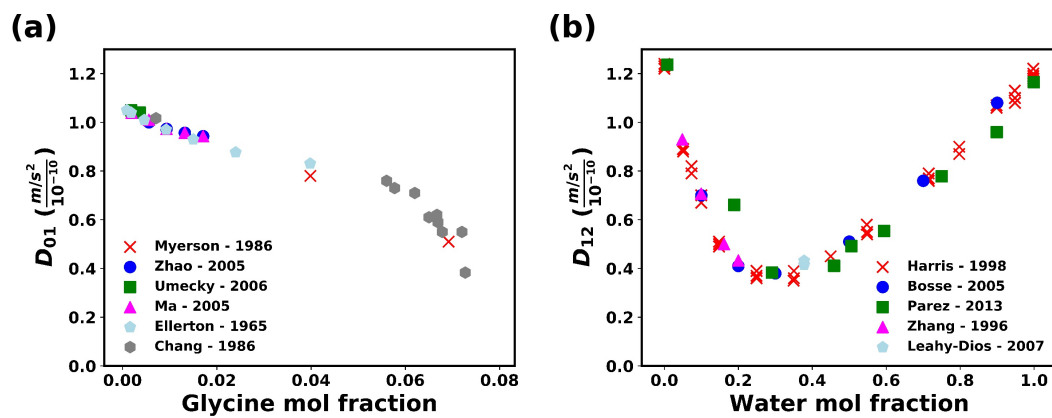 (a)
D01 (m/s² / 10⁻¹⁰)
1.2
1.0
0.8
0.6
0.4
0.2
0.0
Myerson - 1986
Zhao - 2005
Umecky - 2006
Ma - 2005
Ellerton - 1965
Chang - 1986
0.00 0.02 0.04 0.06 0.08
Glycine mol fraction
(b)
D12 (m/s² / 10⁻¹⁰)
1.2
1.0
0.8
0.6
0.4
0.2
0.0
Harris - 1998
Bosse - 2005
Parez - 2013
Zhang - 1996
Leahy-Dios - 2007
0.0 0.2 0.4 0.6 0.8 1.0
Water mol fraction